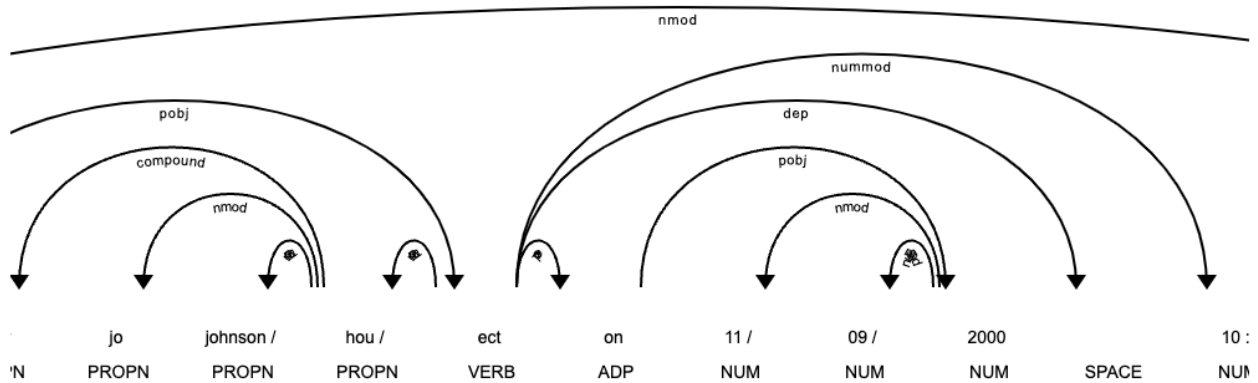 nmod
nummod
pobj dep
compound pobj
nmod nmod
jo johnson / hou / ect on 11 / 09 / 2000 10 :
PROPN PROPN PROPN VERB ADP NUM NUM NUM SPACE